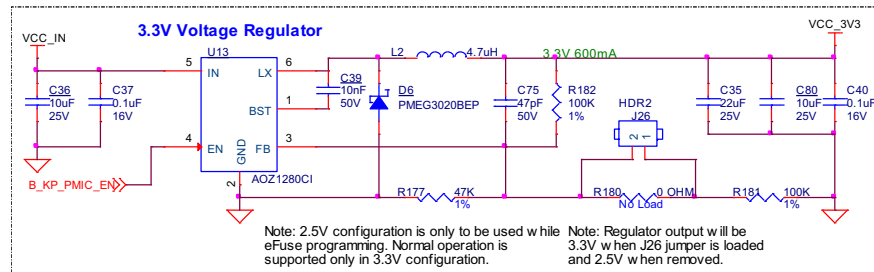 3.3V Voltage Regulator
VCC_IN
VCC_3V3
U13
L2
4.7uH
3.3V 600mA
5
IN
LX
6
C36
10uF
25V
C37
0.1uF
16V
C39
10nF
50V
D6
PMEG3020BEP
C75
47pF
50V
R182
100K
1%
HDR2
J26
2
1
C35
22uF
25V
C80
10uF
25V
C40
0.1uF
16V
BST
1
4
EN
GND
FB
3
B_KP_PMIC_EN
2
AOZ1280CI
R177
47K
1%
R180
0 OHM
No Load
R181
100K
1%
Note: 2.5V configuration is only to be used while
eFuse programming. Normal operation is
supported only in 3.3V configuration.
Note: Regulator output will be
3.3V when J26 jumper is loaded
and 2.5V when removed.